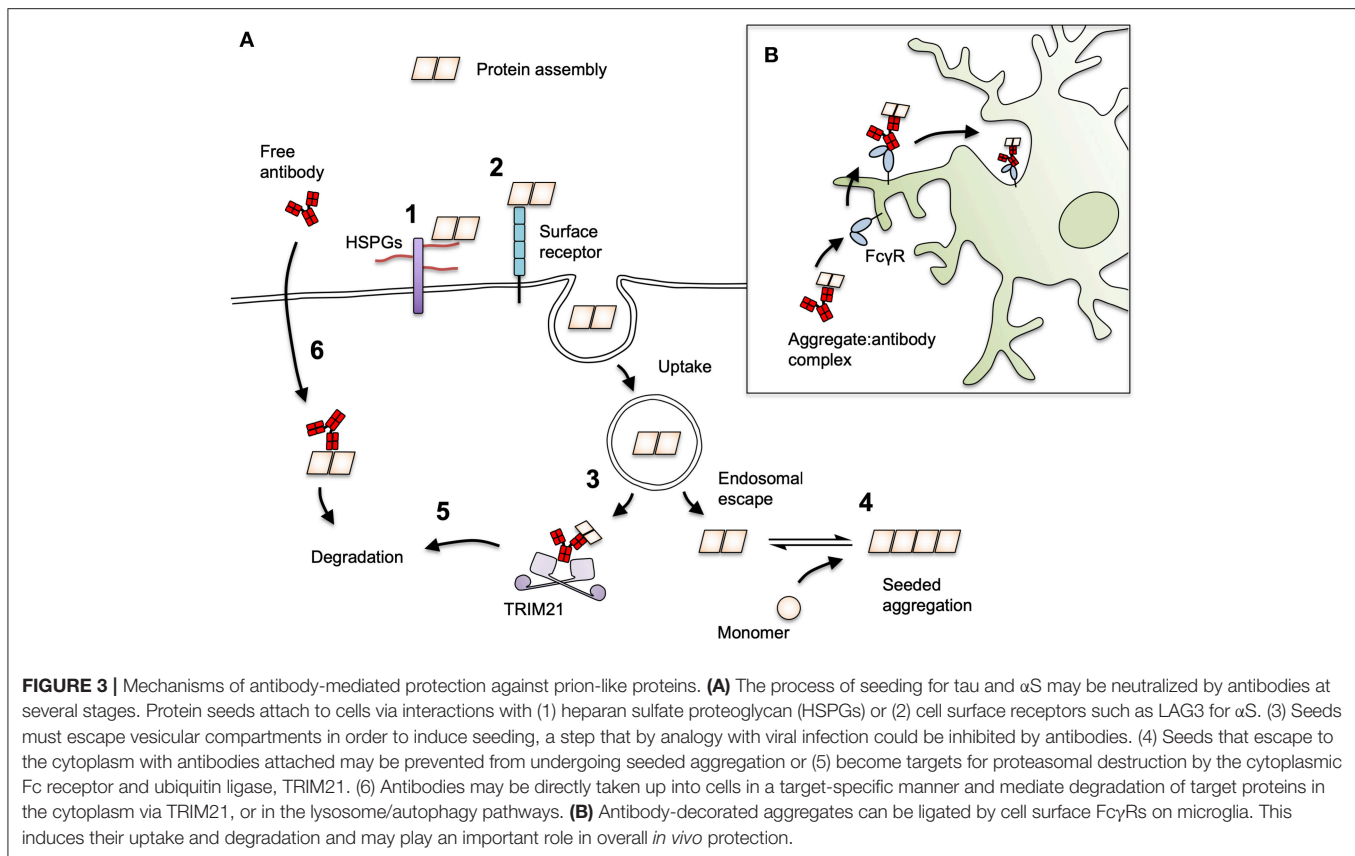 A
Protein assembly
Free
antibody
2
1
HSPGs
Surface
receptor
6
Uptake
3
Endosomal
escape
4
5
Degradation
TRIM21
Monomer
Seeded
aggregation
B
FcγR
Aggregate:antibody
complex
FIGURE 3 | Mechanisms of antibody-mediated protection against prion-like proteins. (A) The process of seeding for tau and αS may be neutralized by antibodies at
several stages. Protein seeds attach to cells via interactions with (1) heparan sulfate proteoglycan (HSPGs) or (2) cell surface receptors such as LAG3 for αS. (3) Seeds
must escape vesicular compartments in order to induce seeding, a step that by analogy with viral infection could be inhibited by antibodies. (4) Seeds that escape to
the cytoplasm with antibodies attached may be prevented from undergoing seeded aggregation or (5) become targets for proteasomal destruction by the cytoplasmic
Fc receptor and ubiquitin ligase, TRIM21. (6) Antibodies may be directly taken up into cells in a target-specific manner and mediate degradation of target proteins in
the cytoplasm via TRIM21, or in the lysosome/autophagy pathways. (B) Antibody-decorated aggregates can be ligated by cell surface FcγRs on microglia. This
induces their uptake and degradation and may play an important role in overall in vivo protection.